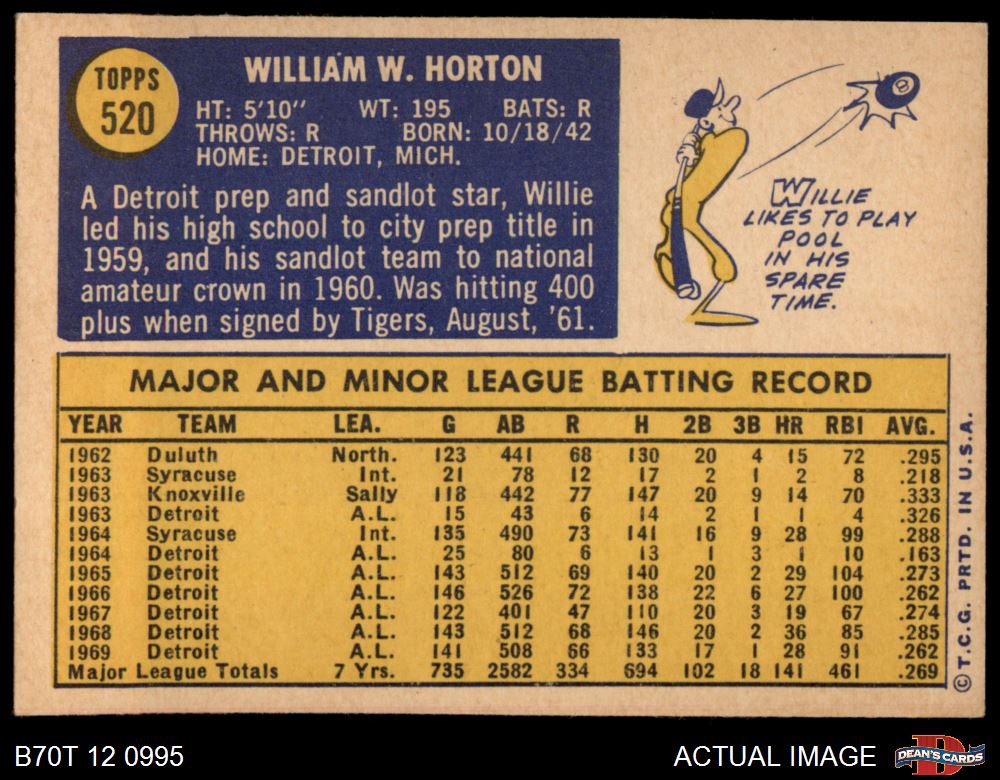 TOPPS
520
WILLIAM W. HORTON
HT: 5'10" WT: 195 BATS: R
THROWS: R BORN: 10/18/42
HOME: DETROIT, MICH.
A Detroit prep and sandlot star, Willie
led his high school to city prep title in
1959, and his sandlot team to national
amateur crown in 1960. Was hitting 400
plus when signed by Tigers, August, '61.
8
WILLIE
LIKES TO PLAY
POOL
IN HIS
SPARE
TIME.
MAJOR AND MINOR LEAGUE BATTING RECORD
YEAR TEAM LEA. G AB R H 2B 3B HR RBI AVG.
1962 Duluth North. 123 441 68 130 20 4 15 72 .295
1963 Syracuse Int. 21 78 12 17 2 1 2 8 .218
1963 Knoxville Sally 118 442 77 147 20 9 14 70 .333
1963 Detroit A.L. 15 43 6 14 2 1 1 4 .326
1964 Syracuse Int. 135 490 73 141 16 9 28 99 .288
1964 Detroit A.L. 25 80 6 13 1 3 1 10 .163
1965 Detroit A.L. 143 512 69 140 20 2 29 104 .273
1966 Detroit A.L. 146 526 72 138 22 6 27 100 .262
1967 Detroit A.L. 122 401 47 110 20 3 19 67 .274
1968 Detroit A.L. 143 512 68 146 20 2 36 85 .285
1969 Detroit A.L. 141 508 66 133 17 1 28 91 .262
Major League Totals 7 Yrs. 735 2582 334 694 102 18 141 461 .269
© T.C.G. PRTD. IN U.S.A.
B70T 12 0995
ACTUAL IMAGE
D
DEAN'S CARDS